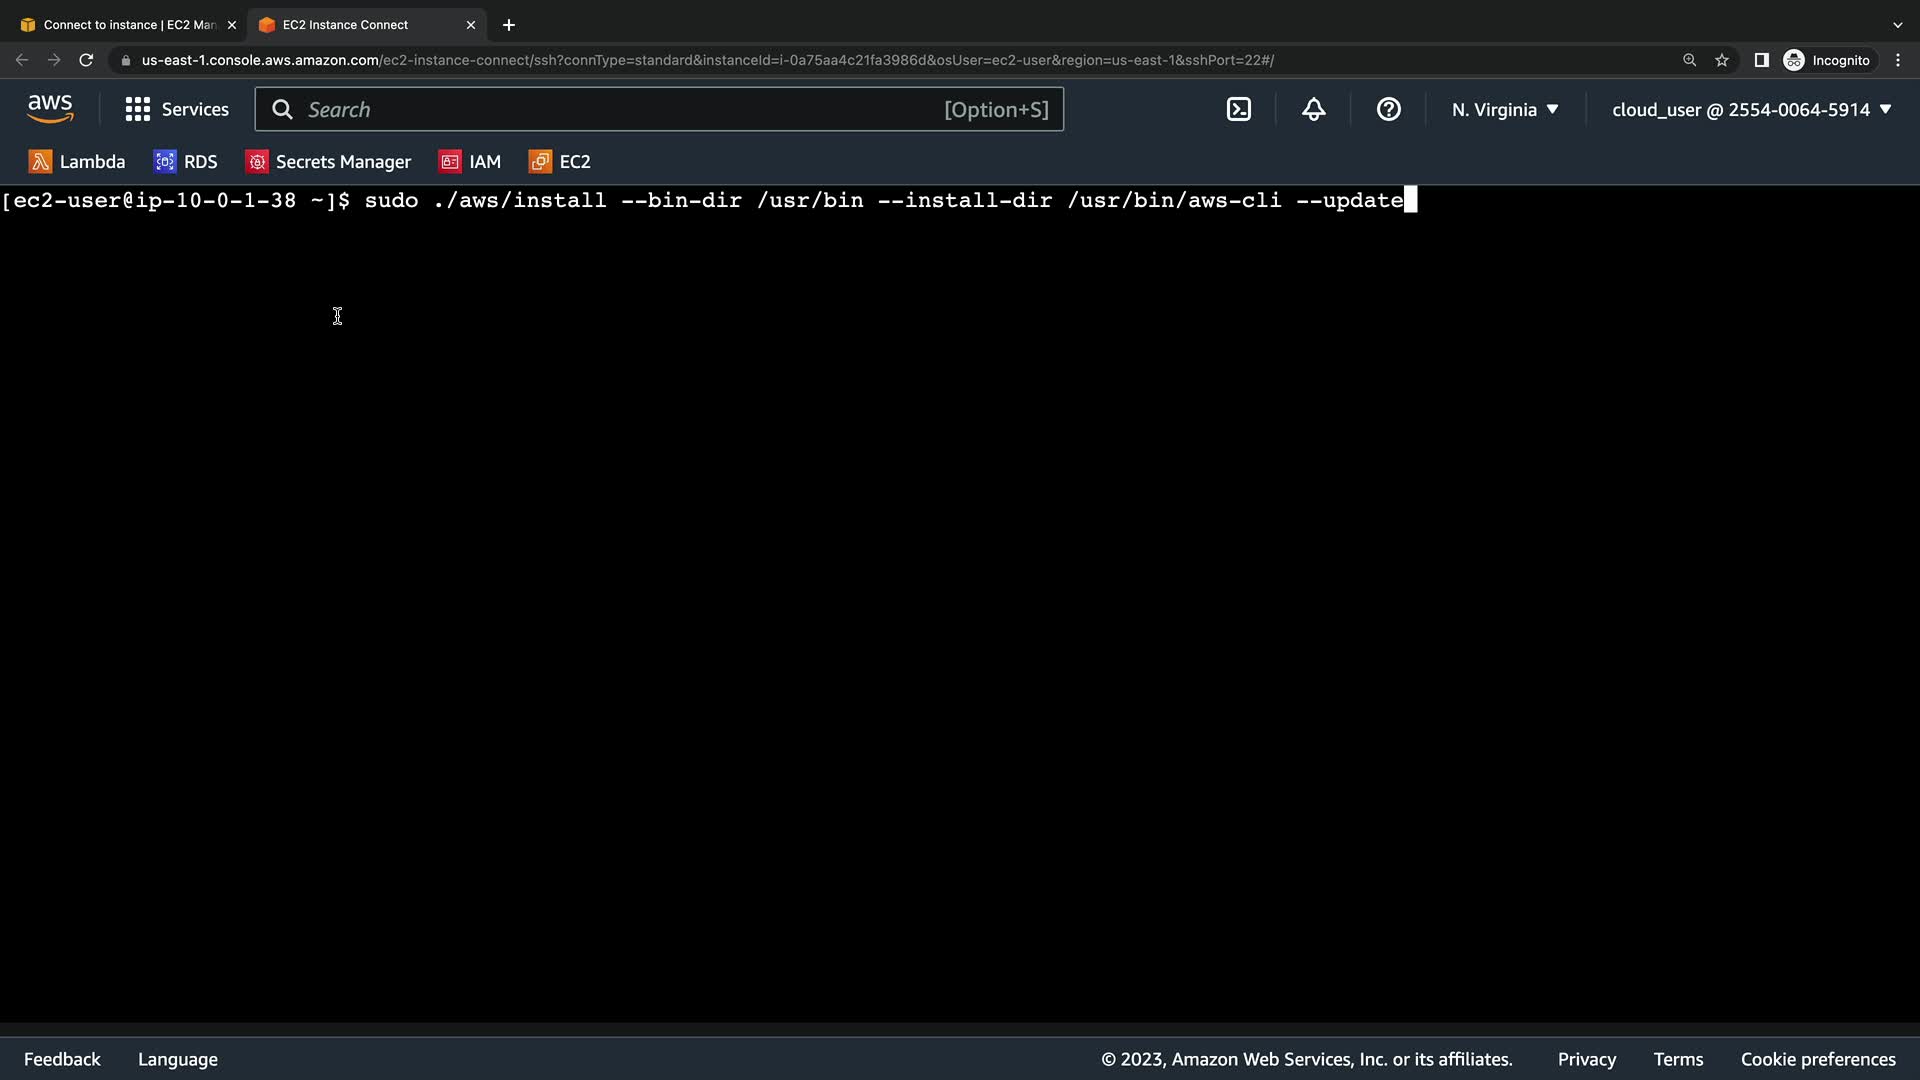 Connect to instance | EC2 Man
EC2 Instance Connect
us-east-1.console.aws.amazon.com/ec2-instance-connect/ssh?connType=standard&instanceId=i-0a75aa4c21fa3986d&osUser=ec2-user&region=us-east-1&sshPort=22#/
Incognito
aws
Services
Search
[Option+S]
N. Virginia
cloud_user @ 2554-0064-5914
Lambda
RDS
Secrets Manager
IAM
EC2
[ec2-user@ip-10-0-1-38 ~]$ sudo ./aws/install --bin-dir /usr/bin --install-dir /usr/bin/aws-cli --update
Feedback
Language
© 2023, Amazon Web Services, Inc. or its affiliates.
Privacy
Terms
Cookie preferences